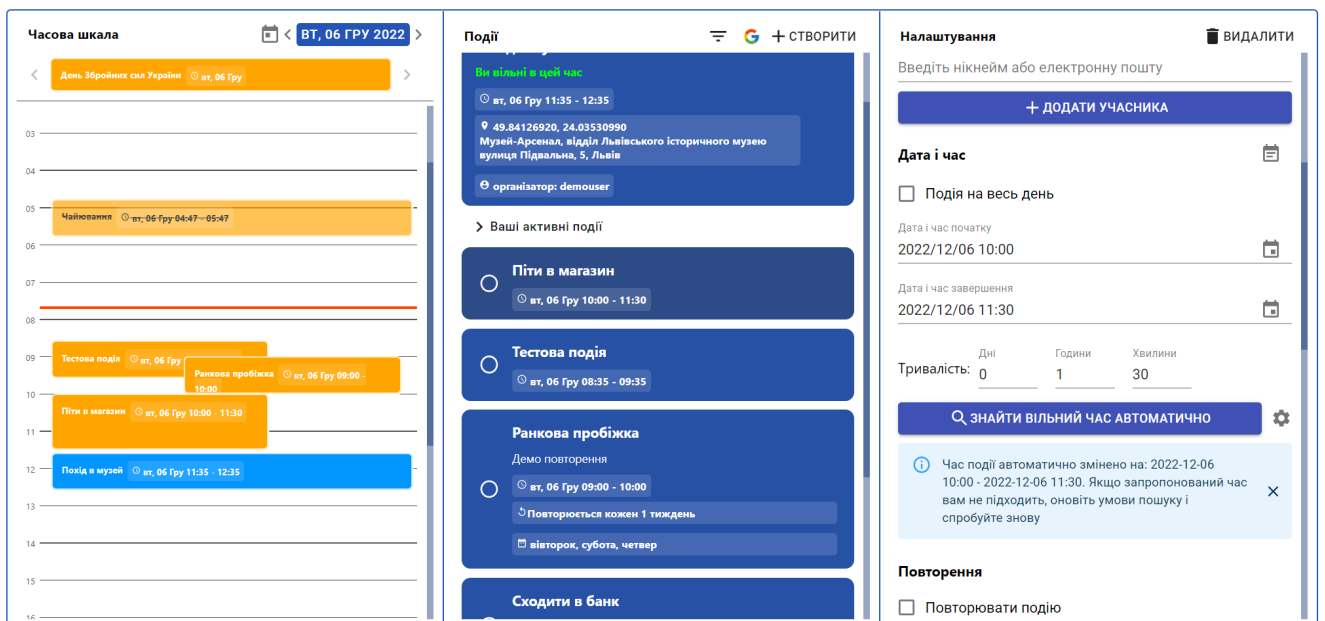 Часова шкала
ВТ, 06 ГРУ 2022
День Збройних сил України вт, 06 Гру
03
04
05
Чаювання вт, 06 Гру 04:47 - 05:47
06
07
08
09
Тестова подія вт, 06 Гру
Ранкова пробіжка вт, 06 Гру 09:00 -
10:00
10
Піти в магазин вт, 06 Гру 10:00 - 11:30
11
12
Похід в музей вт, 06 Гру 11:35 - 12:35
13
14
15
16
Події
СТВОРИТИ
Ви вільні в цей час
вт, 06 Гру 11:35 - 12:35
49.84126920, 24.03530990
Музей-Арсенал, відділ Львівського історичного музею
вулиця Підвальна, 5, Львів
організатор: demouser
Ваші активні події
Піти в магазин
вт, 06 Гру 10:00 - 11:30
Тестова подія
вт, 06 Гру 08:35 - 09:35
Ранкова пробіжка
Демо повторення
вт, 06 Гру 09:00 - 10:00
Повторюється кожен 1 тиждень
вівторок, субота, четвер
Сходити в банк
Налаштування
ВИДАЛИТИ
Введіть нікнейм або електронну пошту
ДОДАТИ УЧАСНИКА
Дата і час
Подія на весь день
Дата і час початку
2022/12/06 10:00
Дата і час завершення
2022/12/06 11:30
Дні Години Хвилини
Тривалість: 0 1 30
ЗНАЙТИ ВІЛЬНИЙ ЧАС АВТОМАТИЧНО
Час події автоматично змінено на: 2022-12-06
10:00 - 2022-12-06 11:30. Якщо запропонований час
вам не підходить, оновіть умови пошуку і
спробуйте знову
Повторення
Повторювати подію